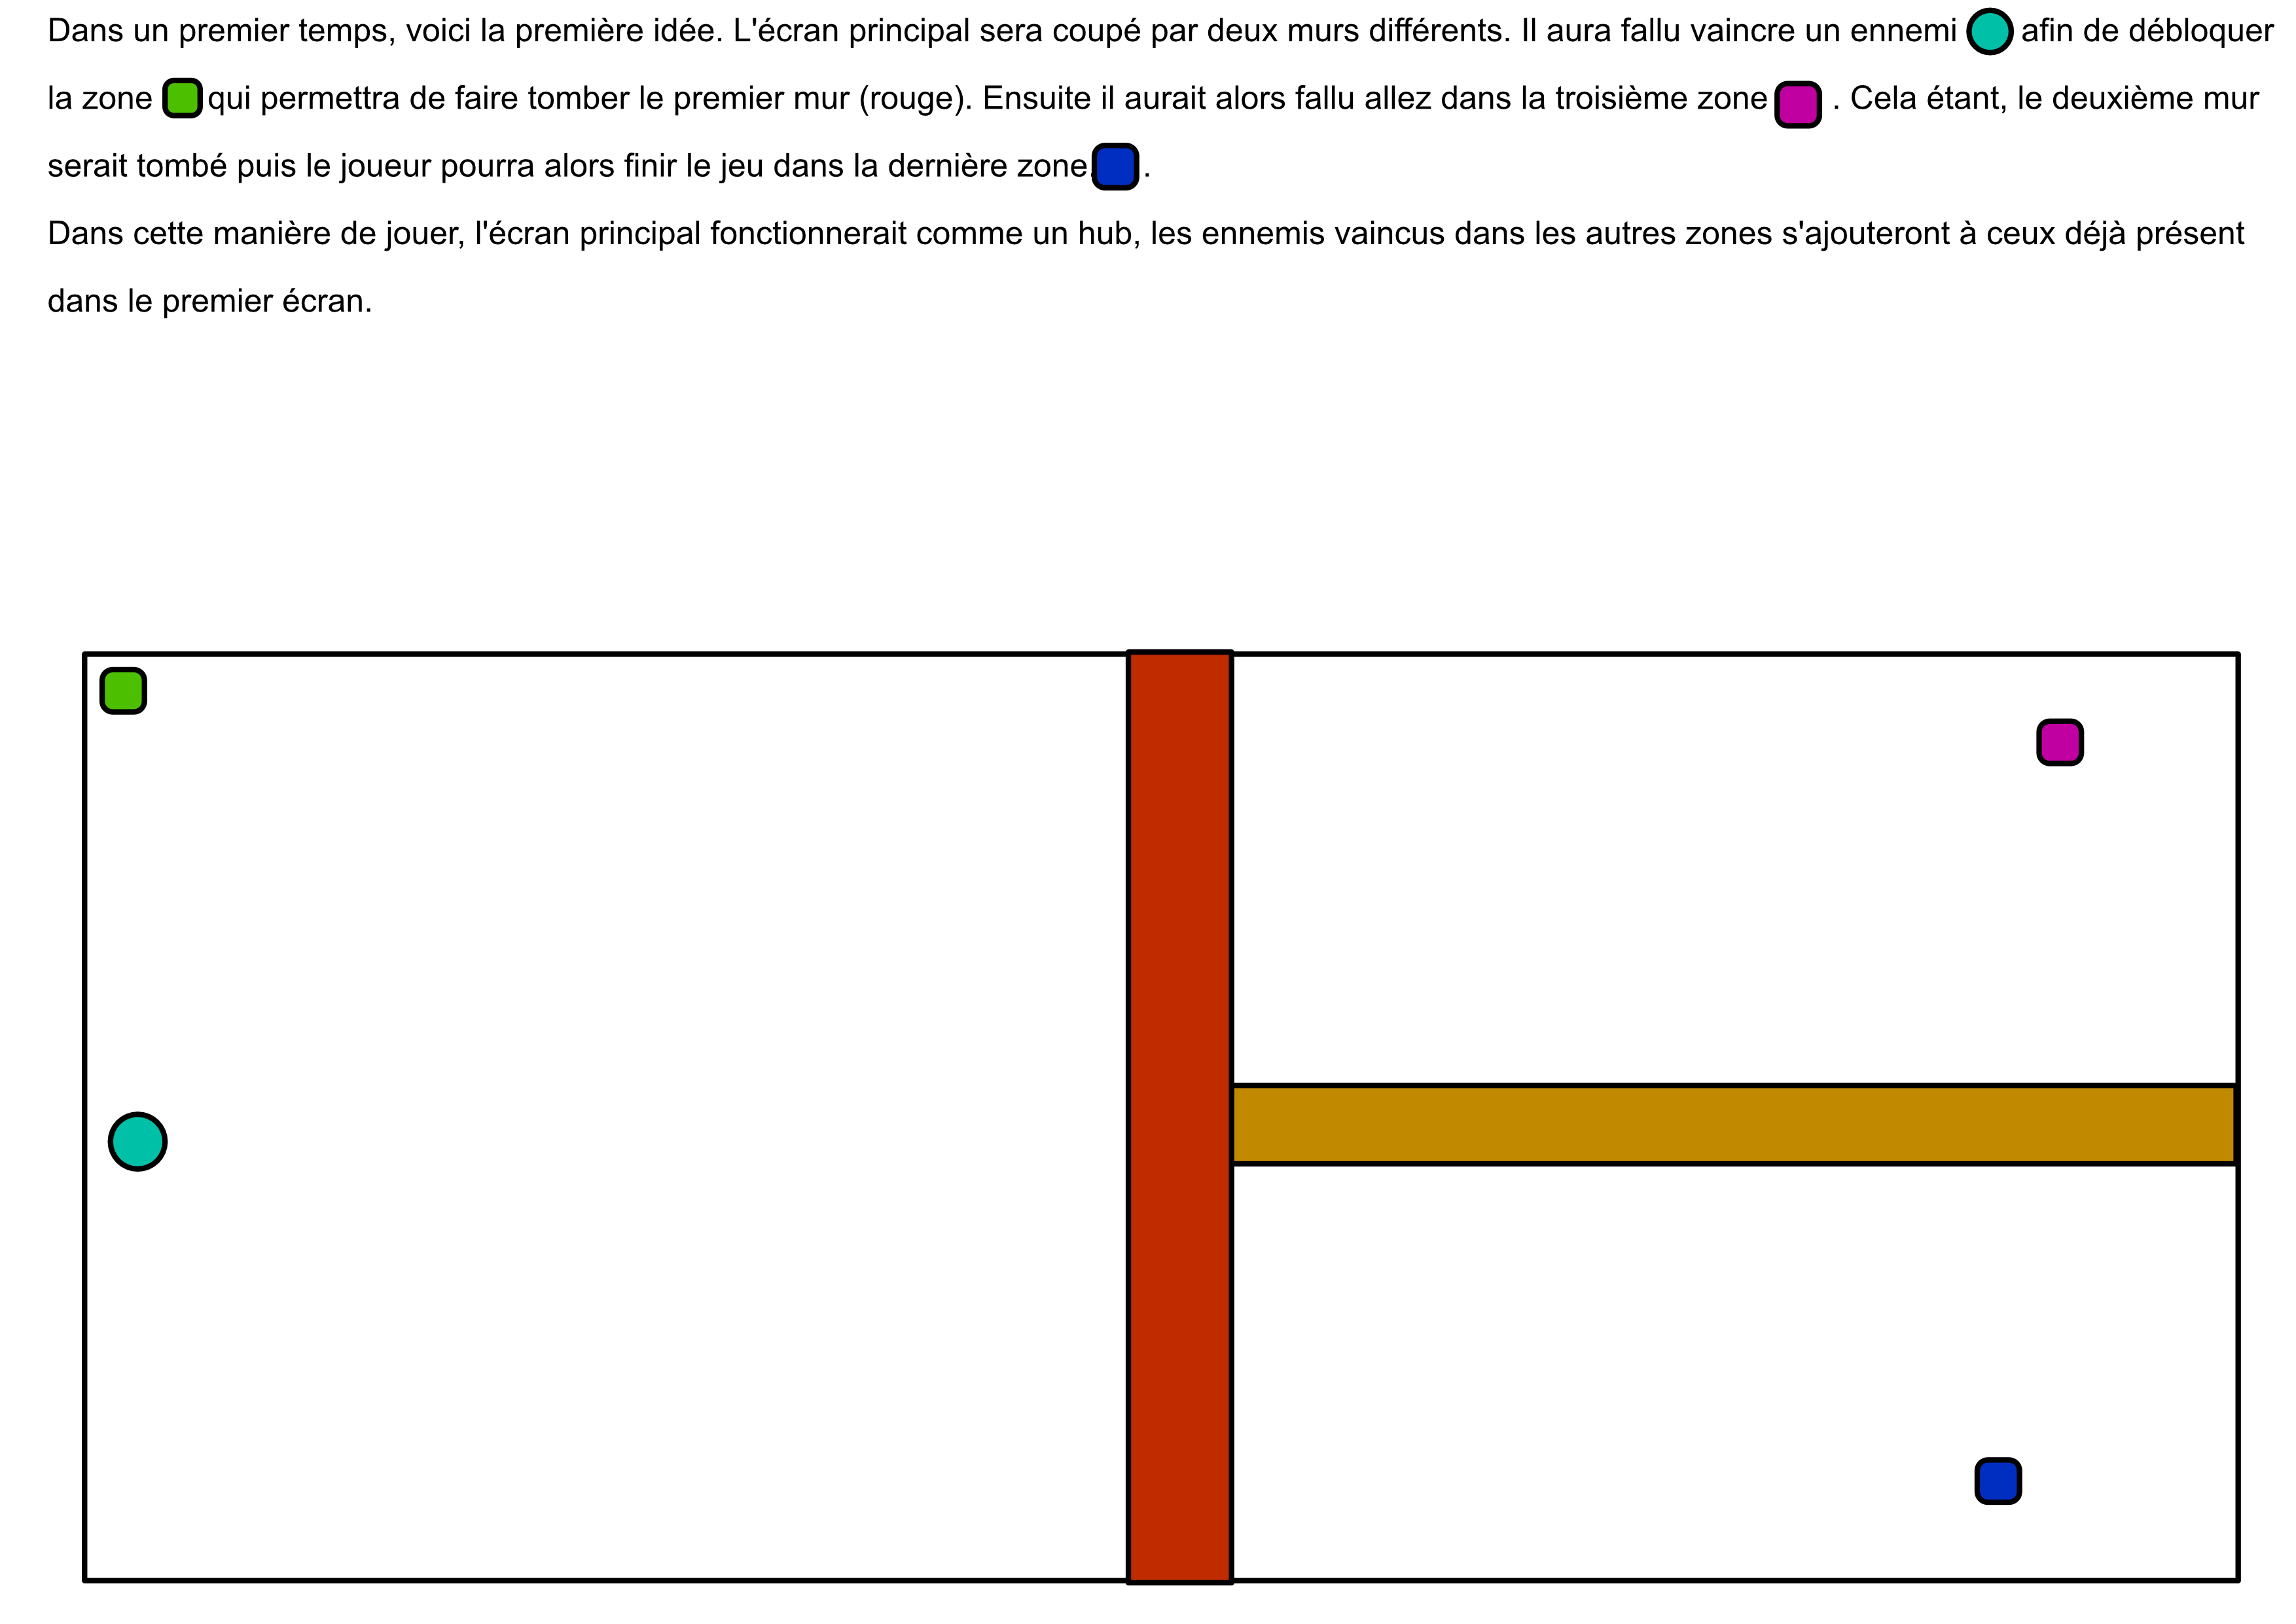 Dans un premier temps, voici la première idée. L'écran principal sera coupé par deux murs différents. Il aura fallu vaincre un ennemi afin de débloquer
la zone qui permettra de faire tomber le premier mur (rouge). Ensuite il aurait alors fallu allez dans la troisième zone . Cela étant, le deuxième mur
serait tombé puis le joueur pourra alors finir le jeu dans la dernière zone .
Dans cette manière de jouer, l'écran principal fonctionnerait comme un hub, les ennemis vaincus dans les autres zones s'ajouteront à ceux déjà présent
dans le premier écran.